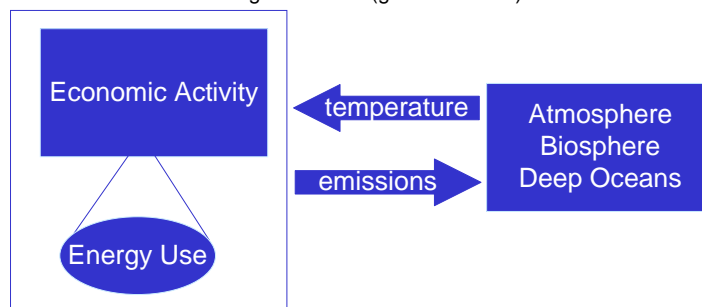 Economic Activity
Energy Use
temperature
emissions
Atmosphere
Biosphere
Deep Oceans